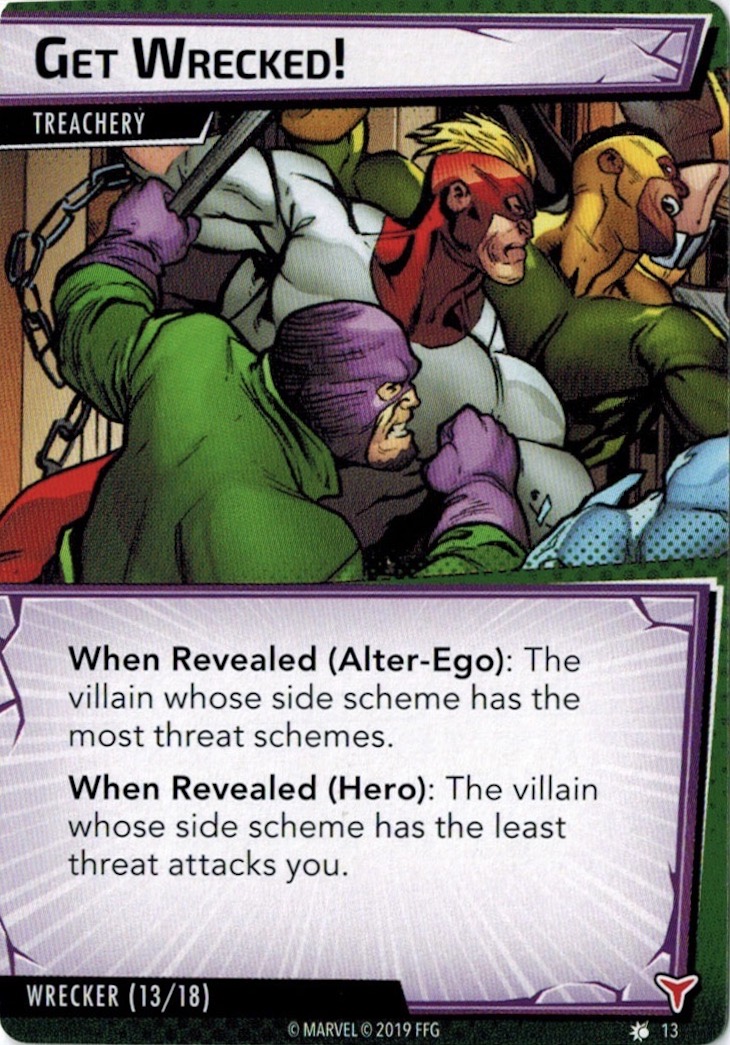 GET WRECKED!
TREACHERY
When Revealed (Alter-Ego): The
villain whose side scheme has the
most threat schemes.
When Revealed (Hero): The villain
whose side scheme has the least
threat attacks you.
WRECKER (13/18)
© MARVEL © 2019 FFG
13